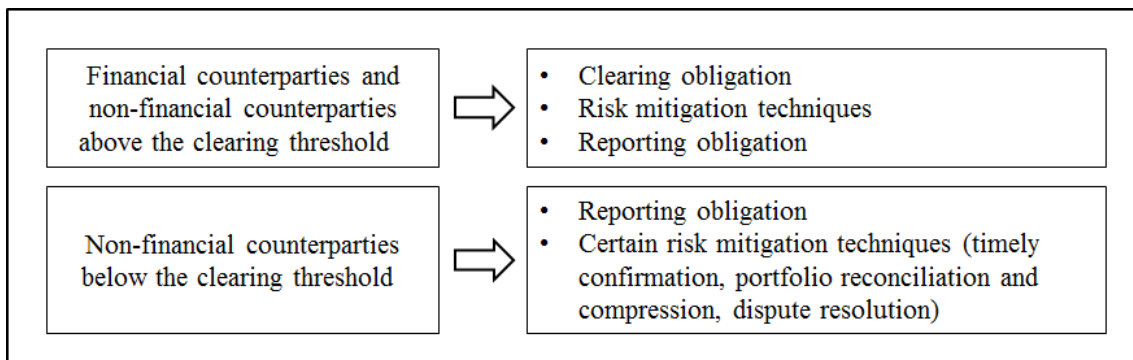 Financial counterparties and
non-financial counterparties
above the clearing threshold
• Clearing obligation
• Risk mitigation techniques
• Reporting obligation
Non-financial counterparties
below the clearing threshold
• Reporting obligation
• Certain risk mitigation techniques (timely
confirmation, portfolio reconciliation and
compression, dispute resolution)